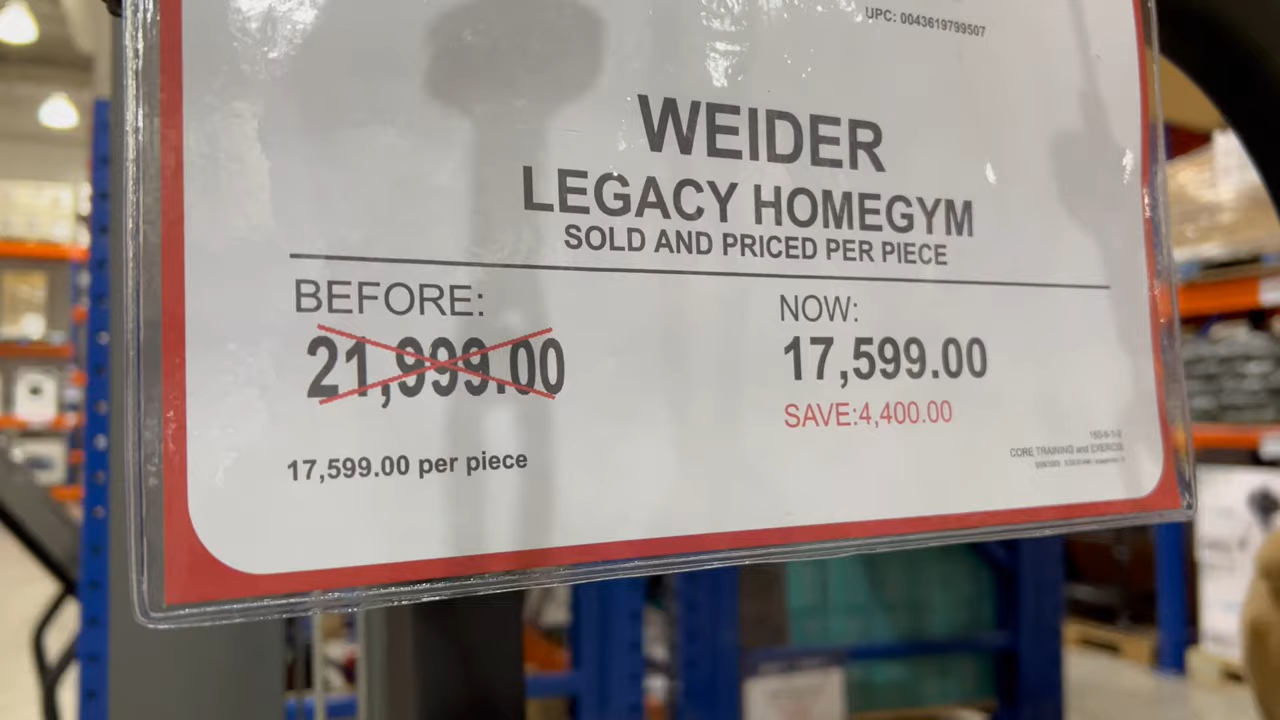 UPC: 0043619799507
WEIDER
LEGACY HOMEGYM
SOLD AND PRICED PER PIECE
BEFORE:
21,999.00
NOW:
17,599.00
SAVE:4,400.00
17,599.00 per piece
CORE TRAINING and EXERCISE